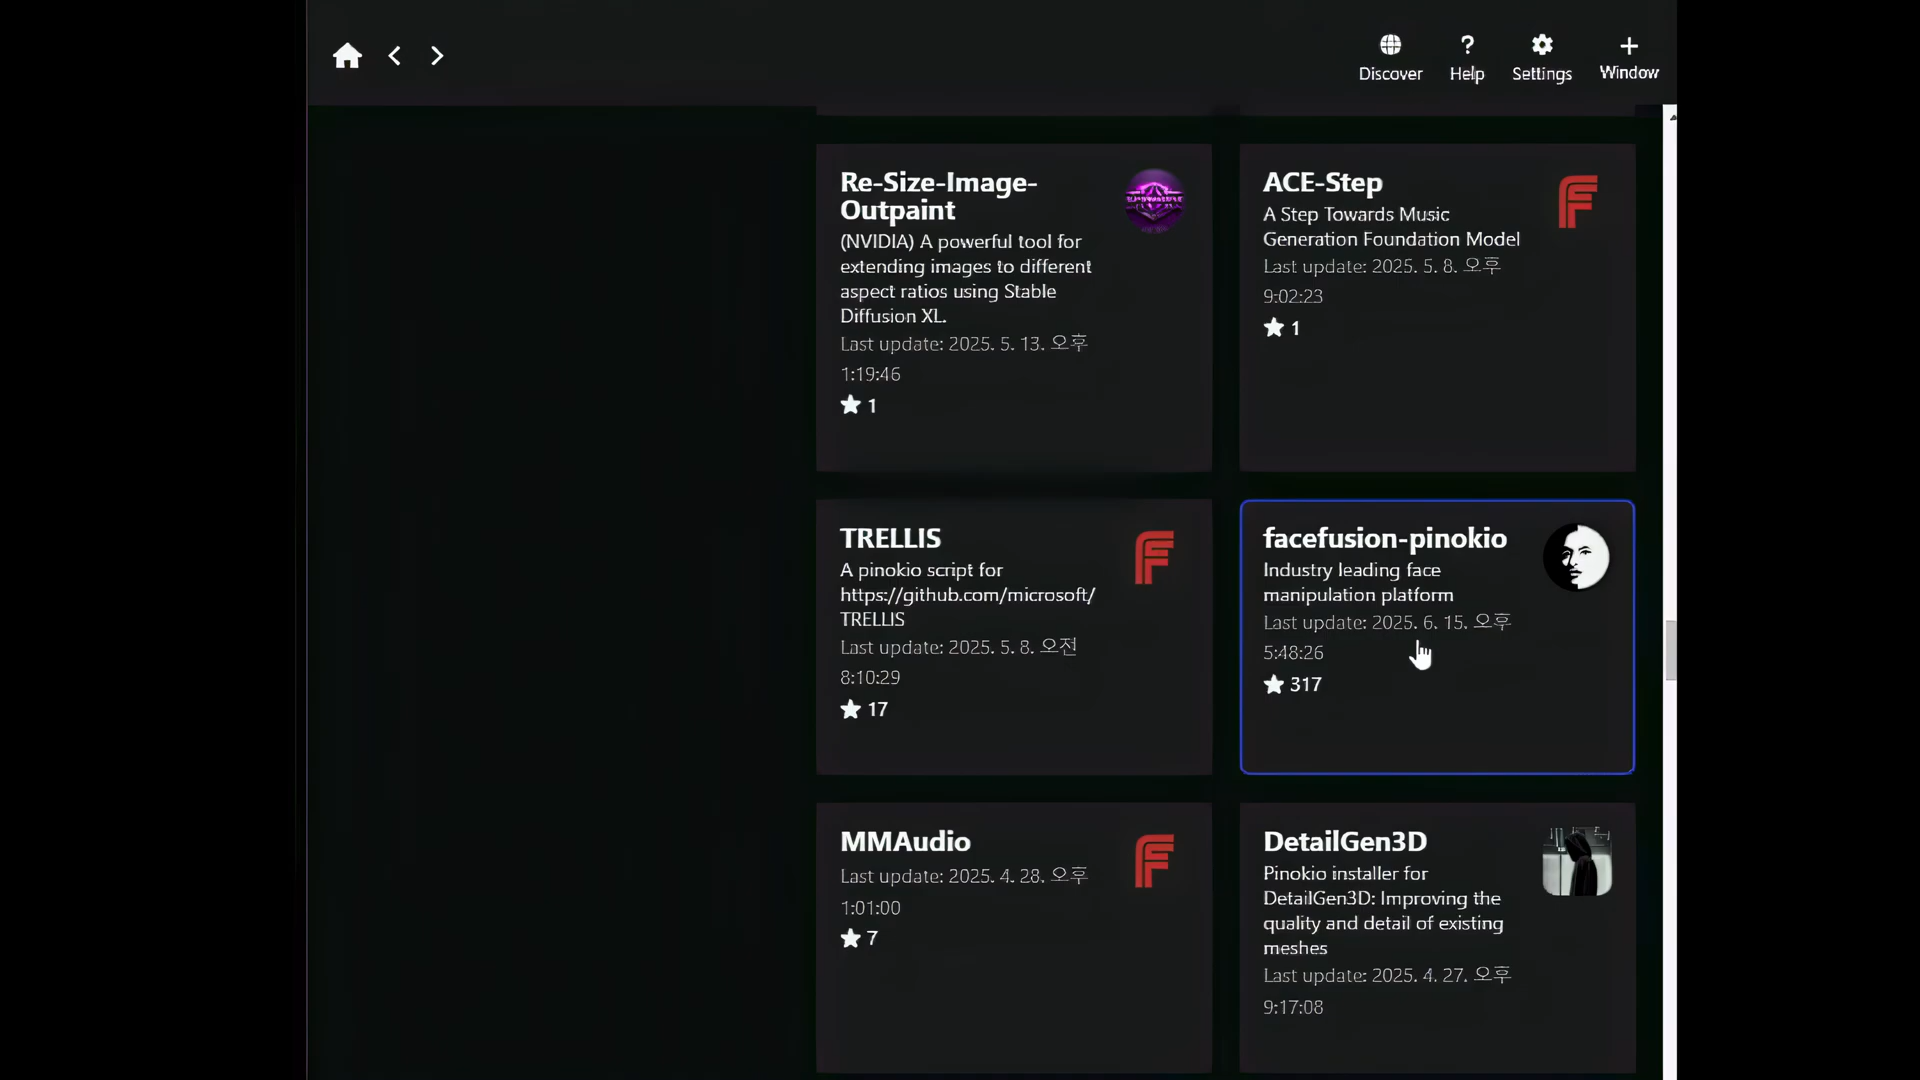 Discover
Help
Settings
Window
Re-Size-Image-
Outpaint
(NVIDIA) A powerful tool for
extending images to different
aspect ratios using Stable
Diffusion XL.
Last update: 2025. 5. 13. 오후
1:19:46
1
ACE-Step
A Step Towards Music
Generation Foundation Model
Last update: 2025. 5. 8. 오후
9:02:23
1
TRELLIS
A pinokio script for
https://github.com/microsoft/
TRELLIS
Last update: 2025. 5. 8. 오전
8:10:29
17
facefusion-pinokio
Industry leading face
manipulation platform
Last update: 2025. 6. 15. 오후
5:48:26
317
MMAudio
Last update: 2025. 4. 28. 오후
1:01:00
7
DetailGen3D
Pinokio installer for
DetailGen3D: Improving the
quality and detail of existing
meshes
Last update: 2025. 4. 27. 오후
9:17:08